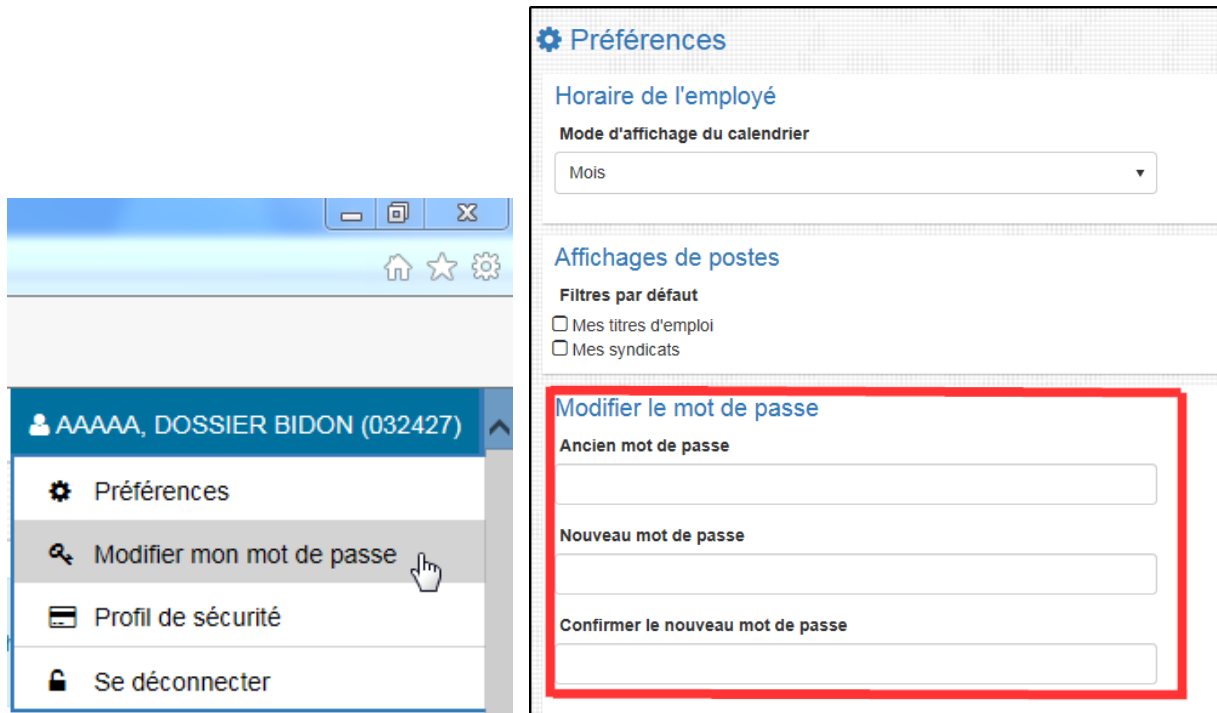 AAAAA, DOSSIER BIDON (032427)
Préférences
Modifier mon mot de passe
Profil de sécurité
Se déconnecter
Préférences
Horaire de l'employé
Mode d'affichage du calendrier
Mois
Affichages de postes
Filtres par défaut
Mes titres d'emploi
Mes syndicats
Modifier le mot de passe
Ancien mot de passe
Nouveau mot de passe
Confirmer le nouveau mot de passe